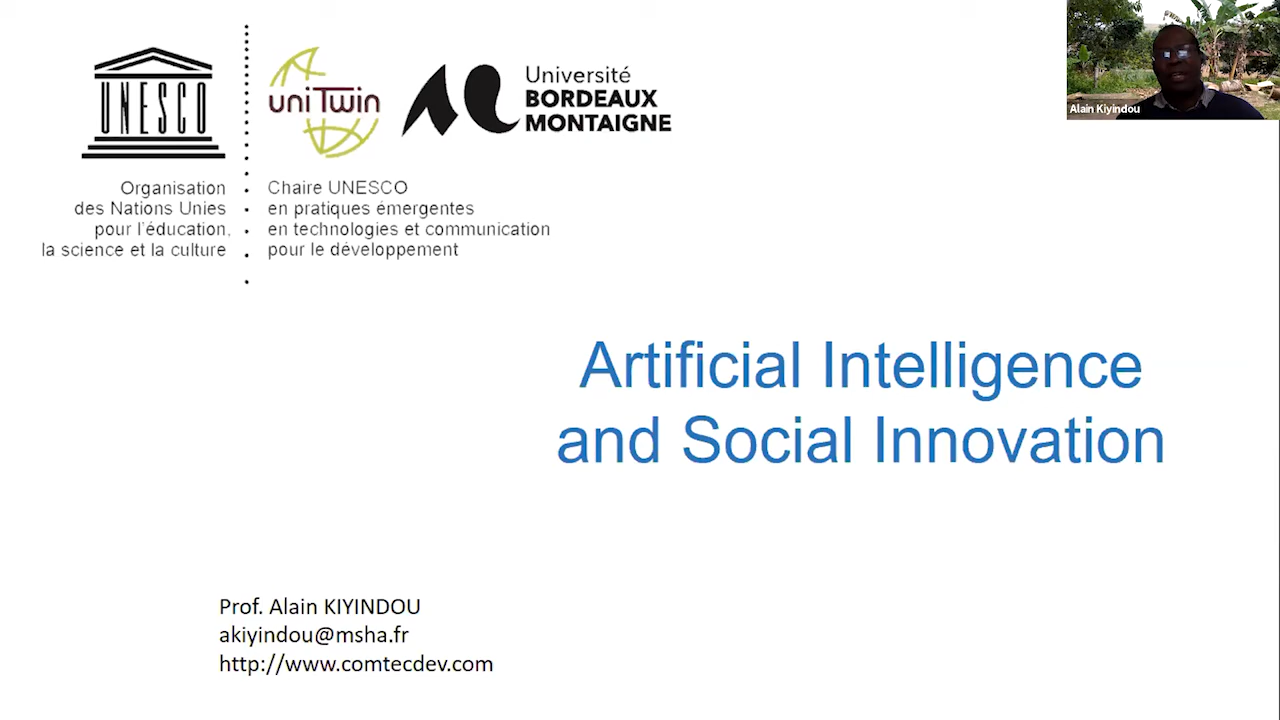 UNESCO
Organisation
des Nations Unies
pour l'éducation,
la science et la culture
uniTwin
Université
BORDEAUX
MONTAIGNE
Chaire UNESCO
en pratiques émergentes
en technologies et communication
pour le développement
Alain Kiyindou
Artificial Intelligence
and Social Innovation
Prof. Alain KIYINDOU
akiyindou@msha.fr
http://www.comtecdev.com